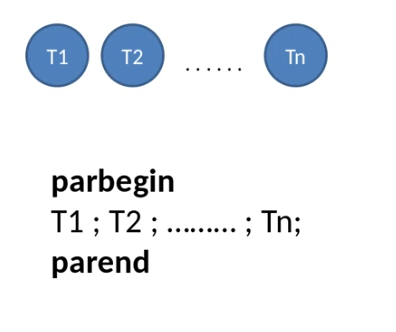 T1 T2 ...... Tn
parbegin
T1 ; T2 ; ......... ; Tn;
parend